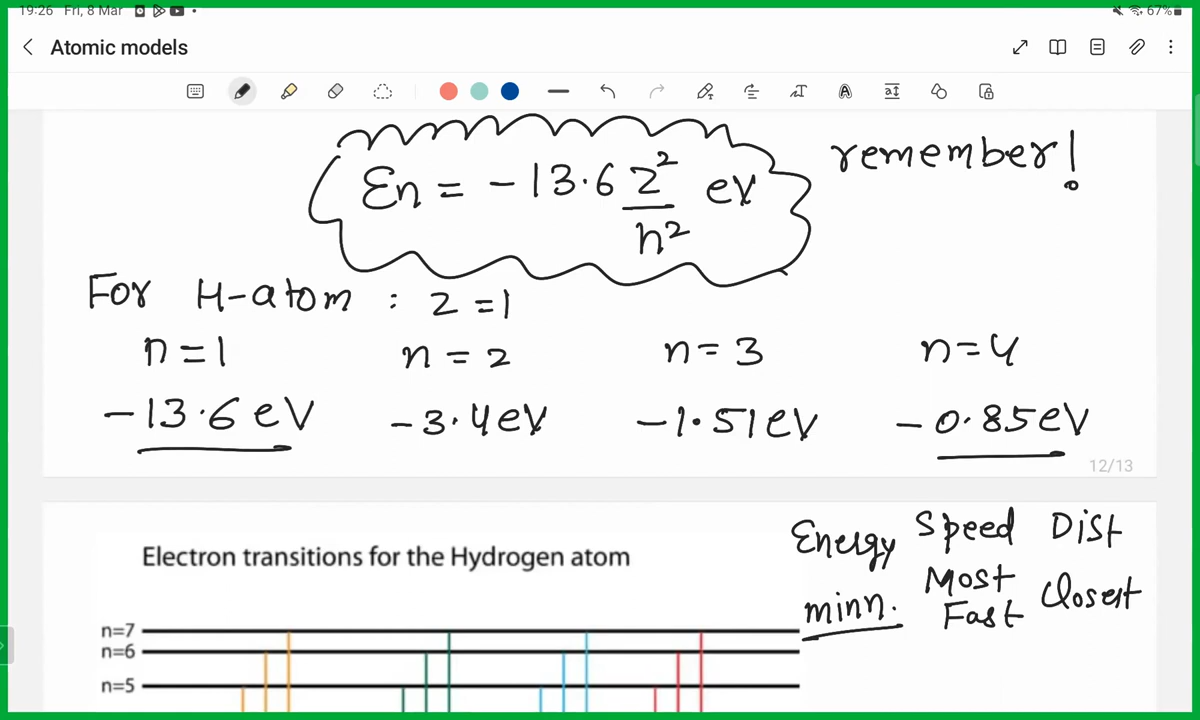 19:26 Fri, 8 Mar
67%
Atomic models
En = -13.6 Z²/n² eV
remember!
For H-atom : Z = 1
n = 1 n = 2 n = 3 n = 4
-13.6 eV -3.4 eV -1.51 eV -0.85 eV
12/13
Energy Speed Dist
minn. Most Fast Closest
Electron transitions for the Hydrogen atom
n=7
n=6
n=5